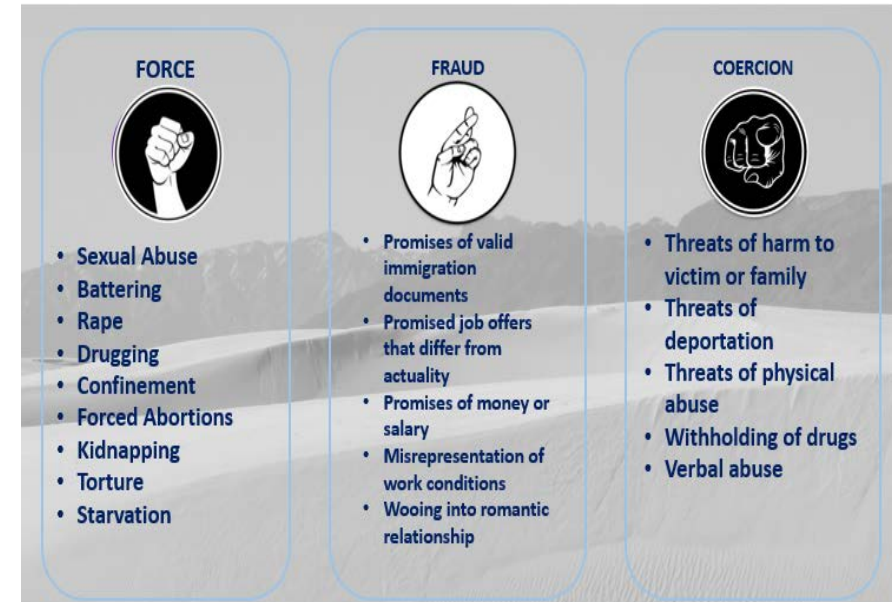 FORCE
• Sexual Abuse
• Battering
• Rape
• Drugging
• Confinement
• Forced Abortions
• Kidnapping
• Torture
• Starvation
FRAUD
• Promises of valid
immigration
documents
• Promised job offers
that differ from
actuality
• Promises of money or
salary
• Misrepresentation of
work conditions
• Wooing into romantic
relationship
COERCION
• Threats of harm to
victim or family
• Threats of
deportation
• Threats of physical
abuse
• Withholding of drugs
• Verbal abuse